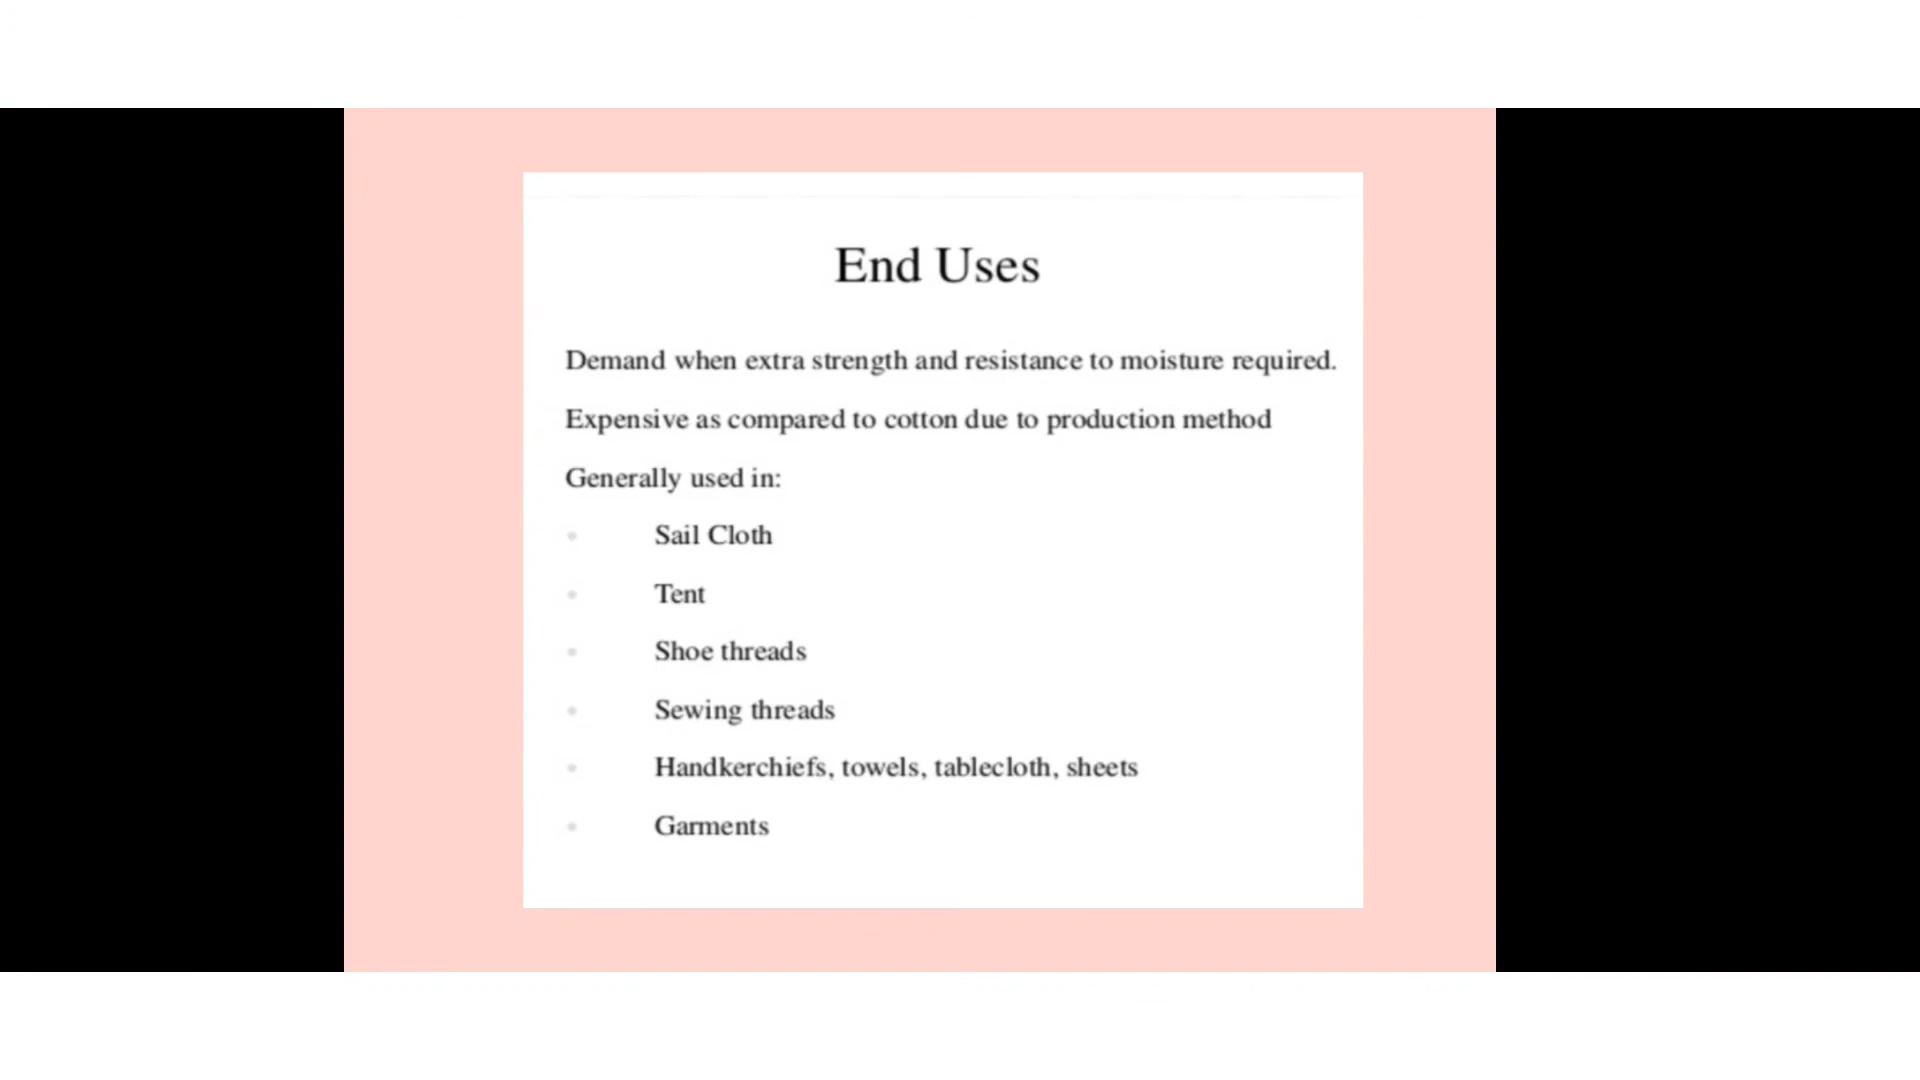 End Uses
Demand when extra strength and resistance to moisture required.
Expensive as compared to cotton due to production method
Generally used in:
• Sail Cloth
• Tent
• Shoe threads
• Sewing threads
• Handkerchiefs, towels, tablecloth, sheets
• Garments